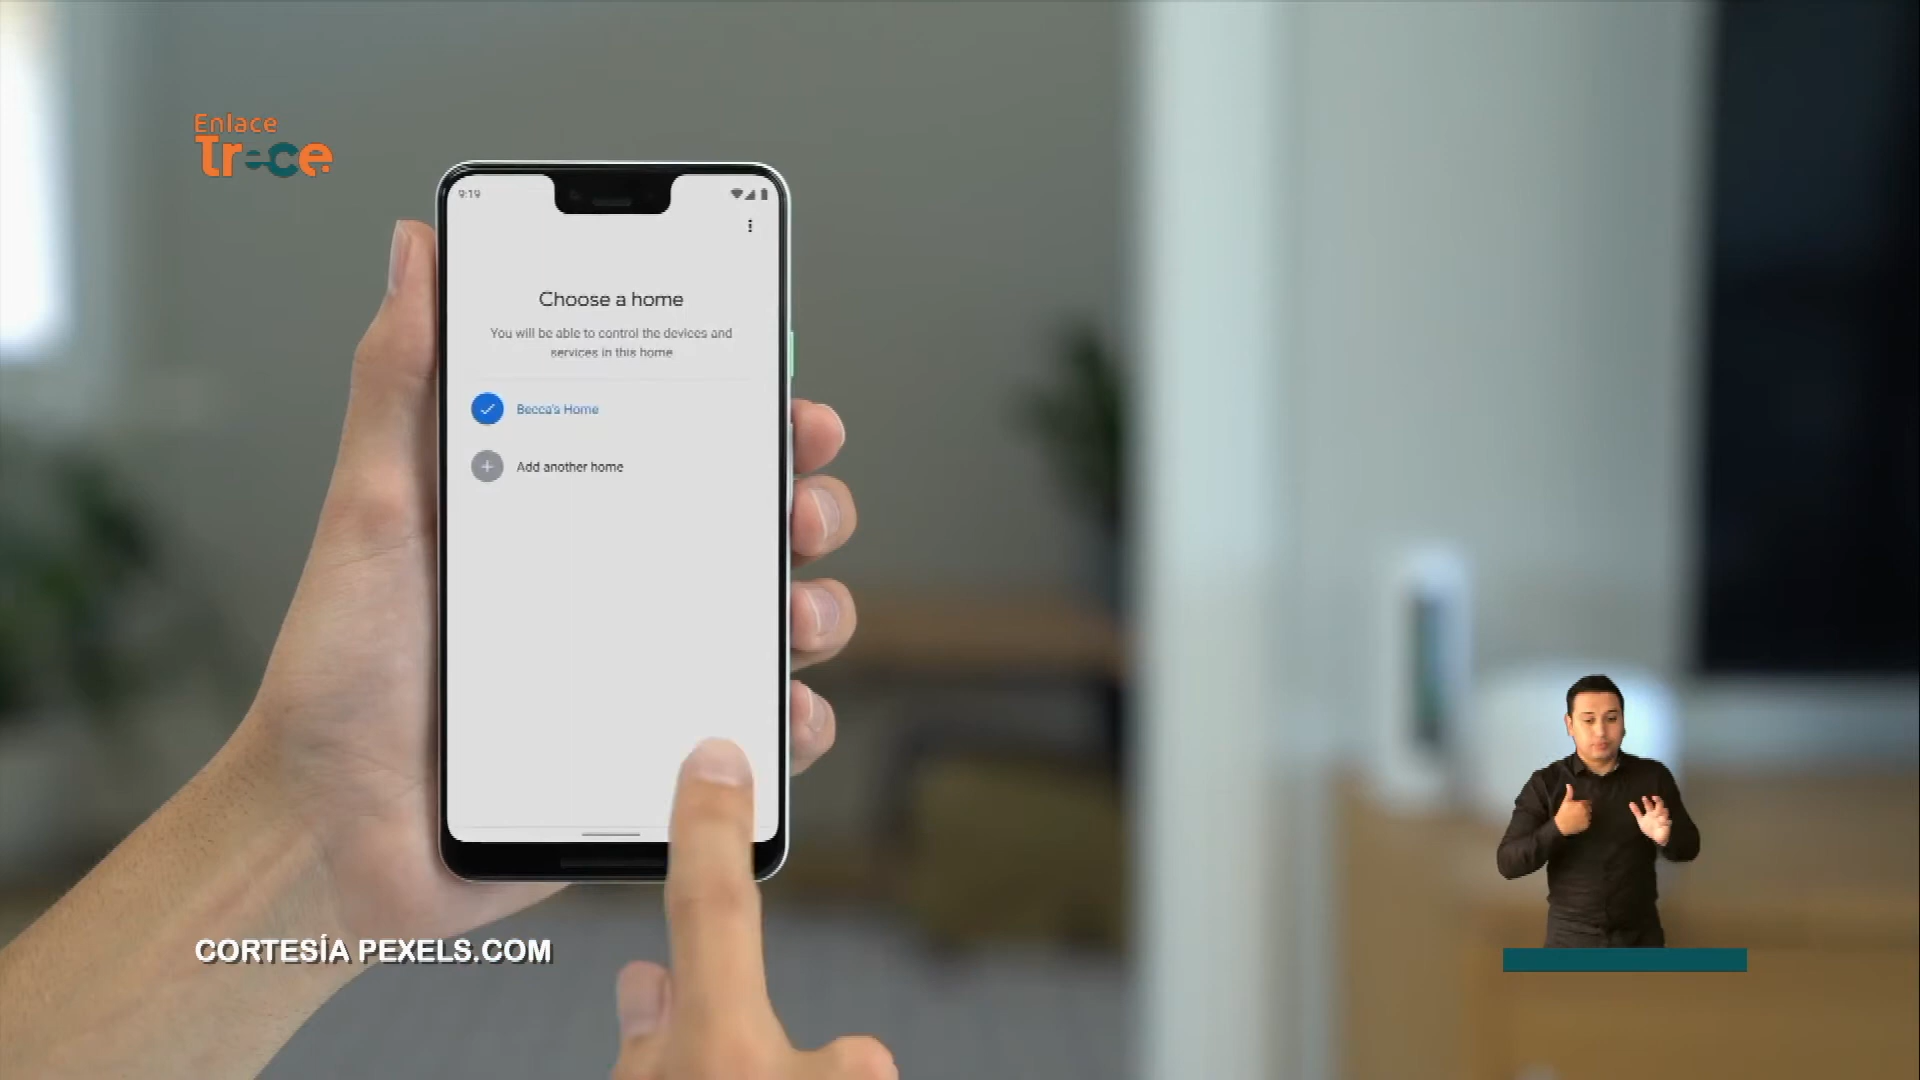 Enlace
trece
9:19
Choose a home
You will be able to control the devices and
services in this home
Becca's Home
Add another home
CORTESÍA PEXELS.COM